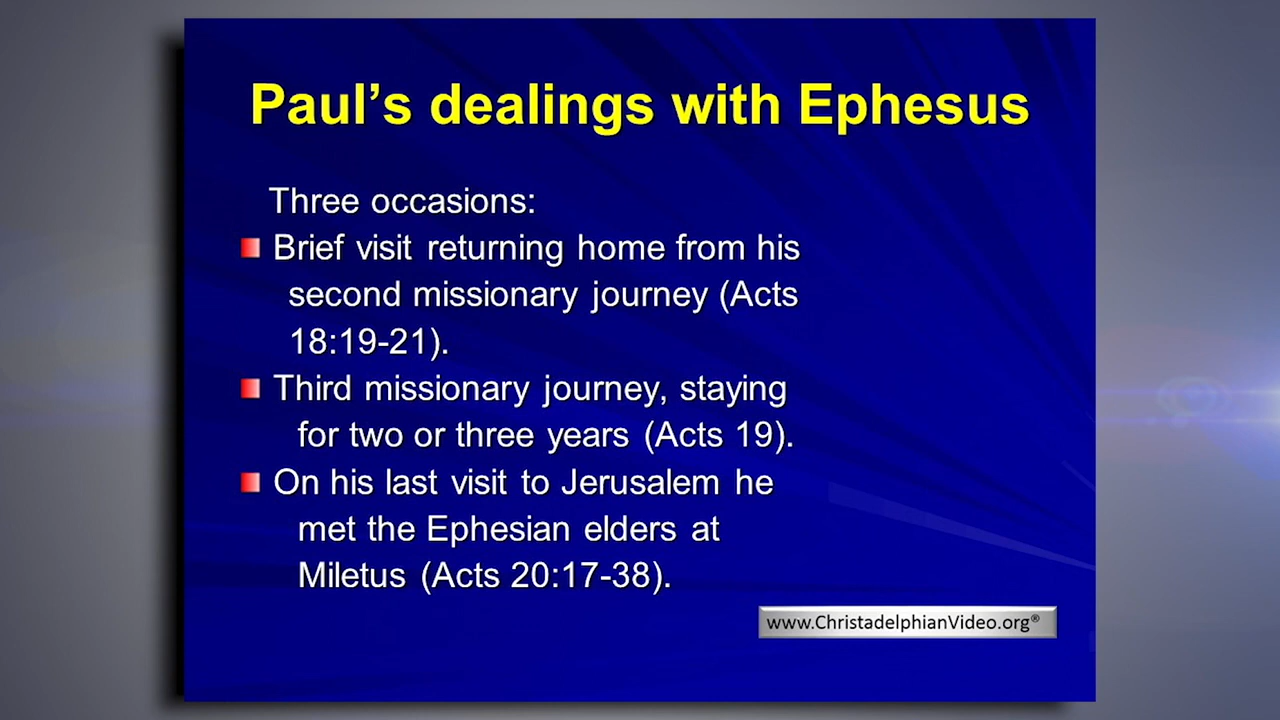 Paul’s dealings with Ephesus
Three occasions:
Brief visit returning home from his
second missionary journey (Acts
18:19-21).
Third missionary journey, staying
for two or three years (Acts 19).
On his last visit to Jerusalem he
met the Ephesian elders at
Miletus (Acts 20:17-38).
www.ChristadelphianVideo.org®